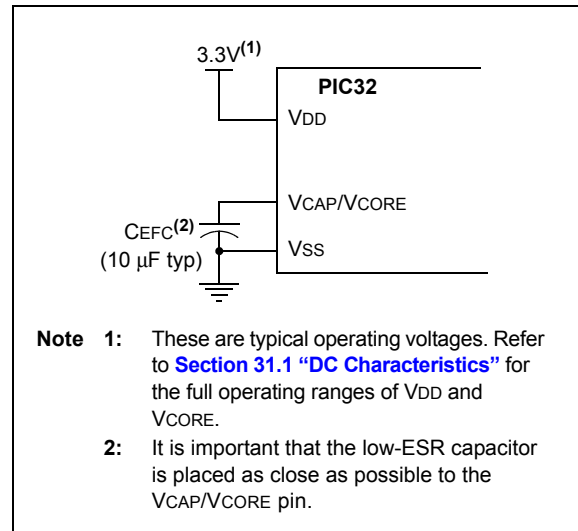 3.3V(1)
PIC32
VDD
VCAP/VCORE
CEFC(2)
(10 μF typ)
VSS
Note 1: These are typical operating voltages. Refer
to Section 31.1 “DC Characteristics” for
the full operating ranges of VDD and
VCORE.
2: It is important that the low-ESR capacitor
is placed as close as possible to the
VCAP/VCORE pin.